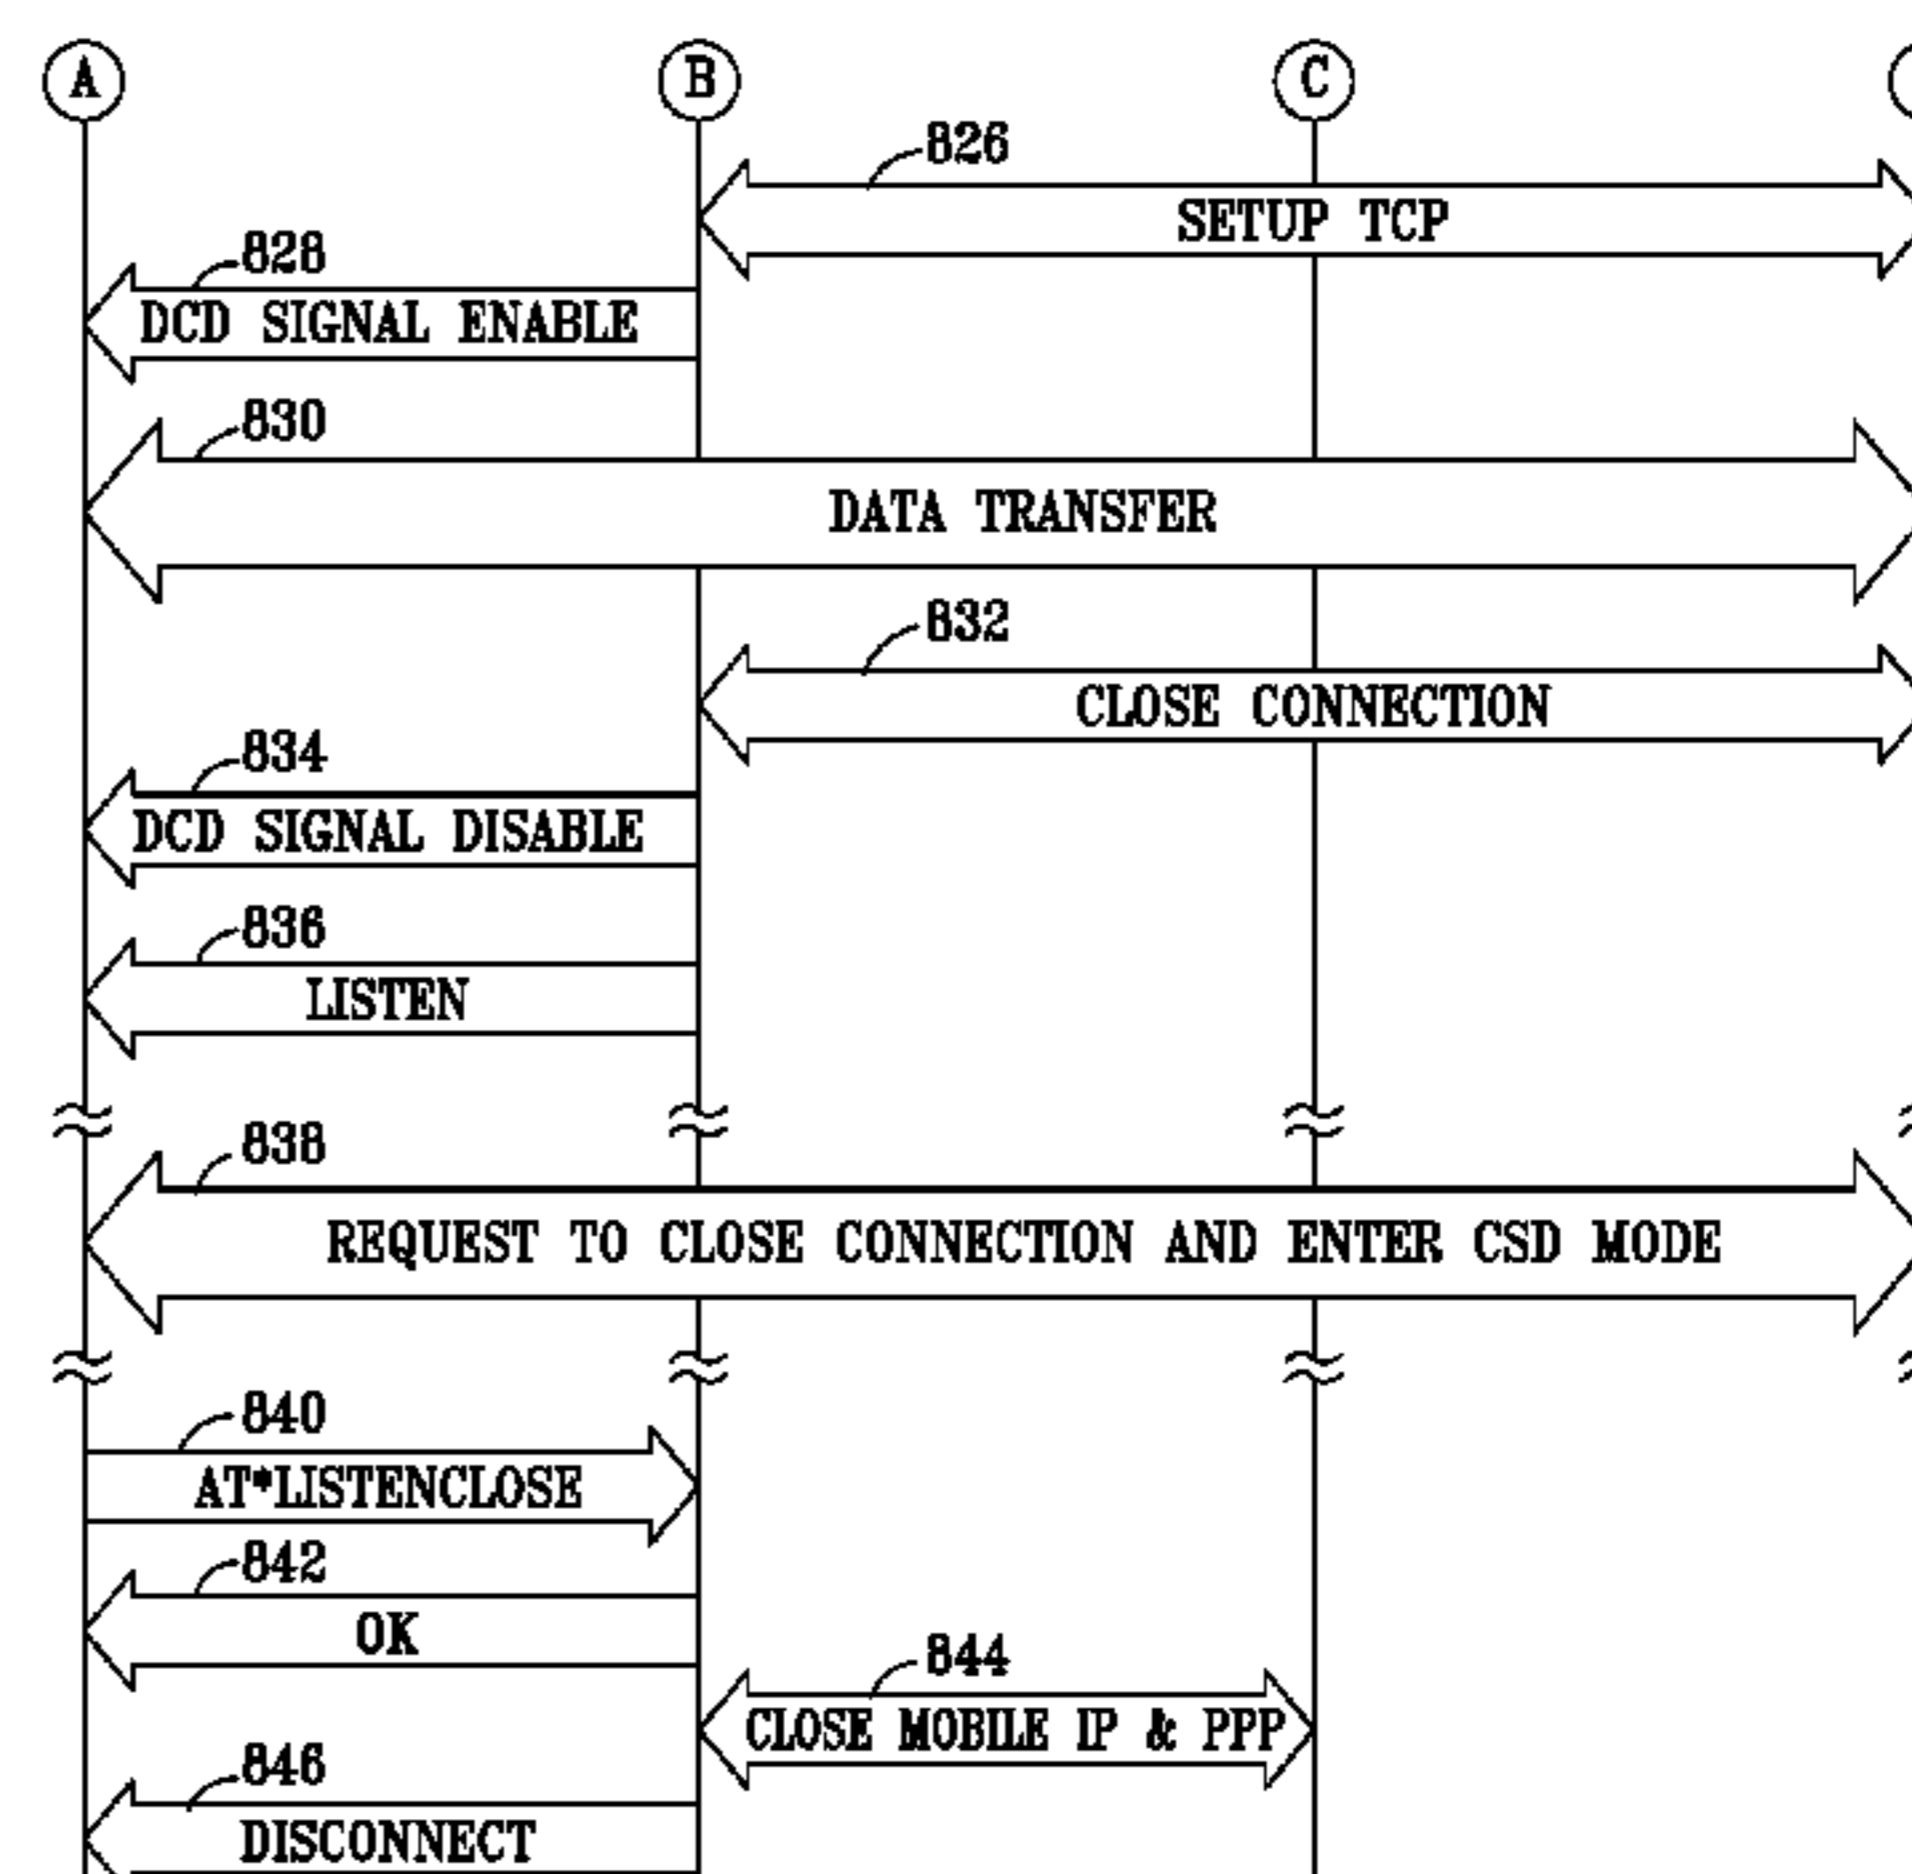 A
B
C
826
SETUP TCP
828
DCD SIGNAL ENABLE
830
DATA TRANSFER
832
CLOSE CONNECTION
834
DCD SIGNAL DISABLE
836
LISTEN
838
REQUEST TO CLOSE CONNECTION AND ENTER CSD MODE
840
AT*LISTENCLOSE
842
OK
844
CLOSE MOBILE IP & PPP
846
DISCONNECT